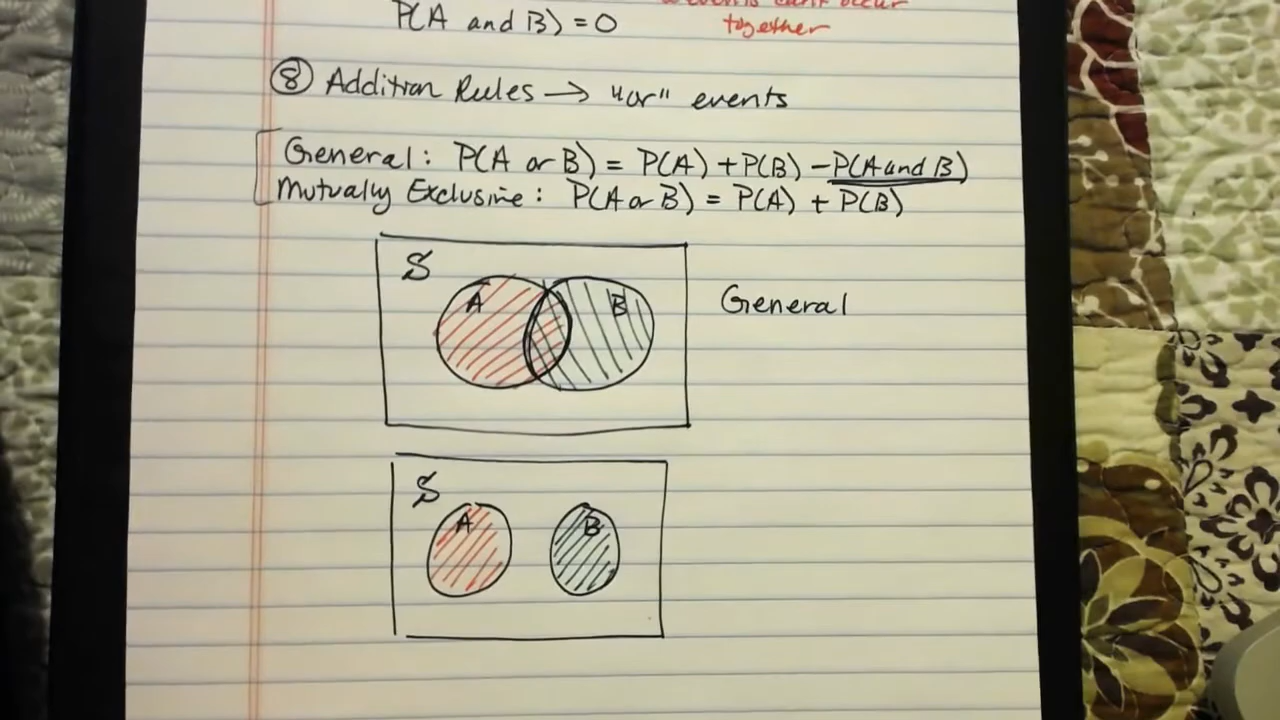 P(A and B) = 0
together
⑧ Addition Rules → "or" events
General: P(A or B) = P(A) + P(B) - P(A and B)
Mutually Exclusive: P(A or B) = P(A) + P(B)
S
A
B
General
S
A
B